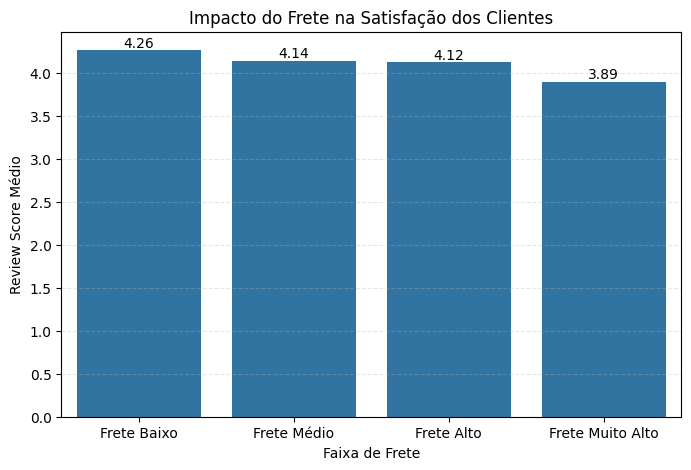 Impacto do Frete na Satisfação dos Clientes
4.26
4.14
4.12
3.89
4.0
3.5
3.0
2.5
2.0
1.5
1.0
0.5
0.0
Review Score Médio
Frete Baixo
Frete Médio
Frete Alto
Frete Muito Alto
Faixa de Frete